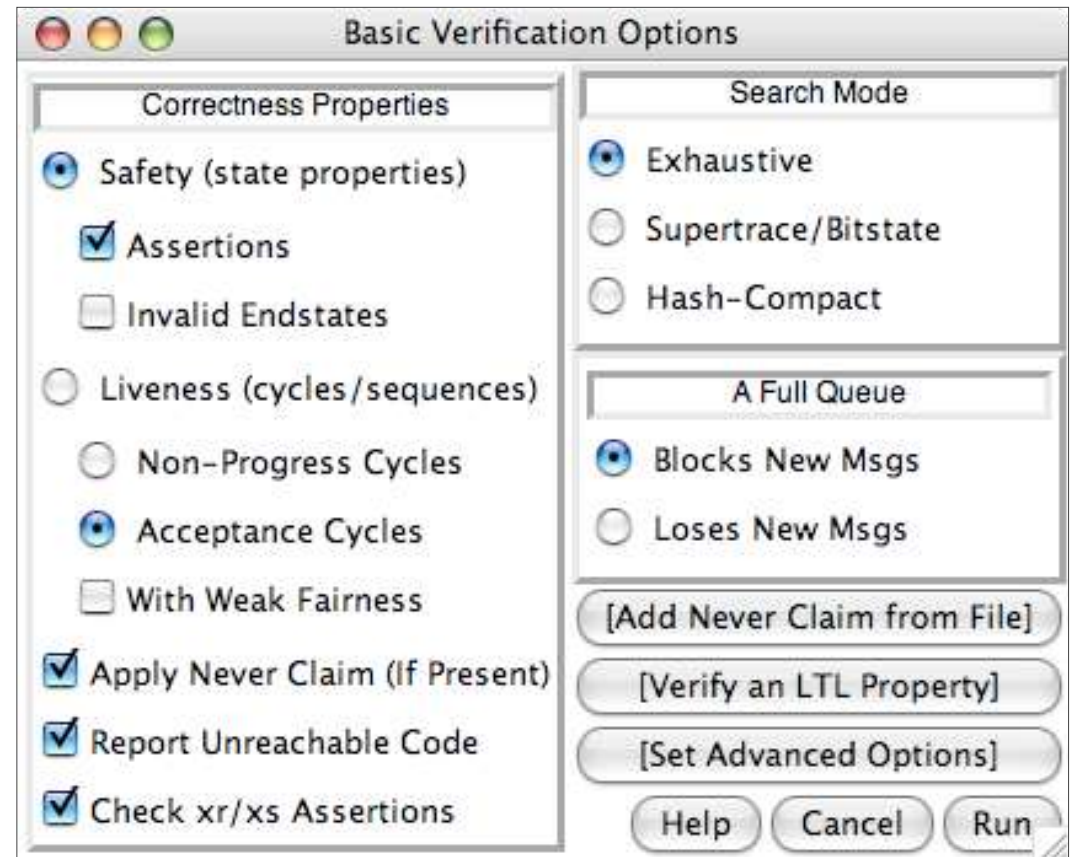 Basic Verification Options
Correctness Properties
Safety (state properties)
Assertions
Invalid Endstates
Liveness (cycles/sequences)
Non-Progress Cycles
Acceptance Cycles
With Weak Fairness
Apply Never Claim (If Present)
Report Unreachable Code
Check xr/xs Assertions
Search Mode
Exhaustive
Supertrace/Bitstate
Hash-Compact
A Full Queue
Blocks New Msgs
Loses New Msgs
[Add Never Claim from File]
[Verify an LTL Property]
[Set Advanced Options]
Help Cancel Run